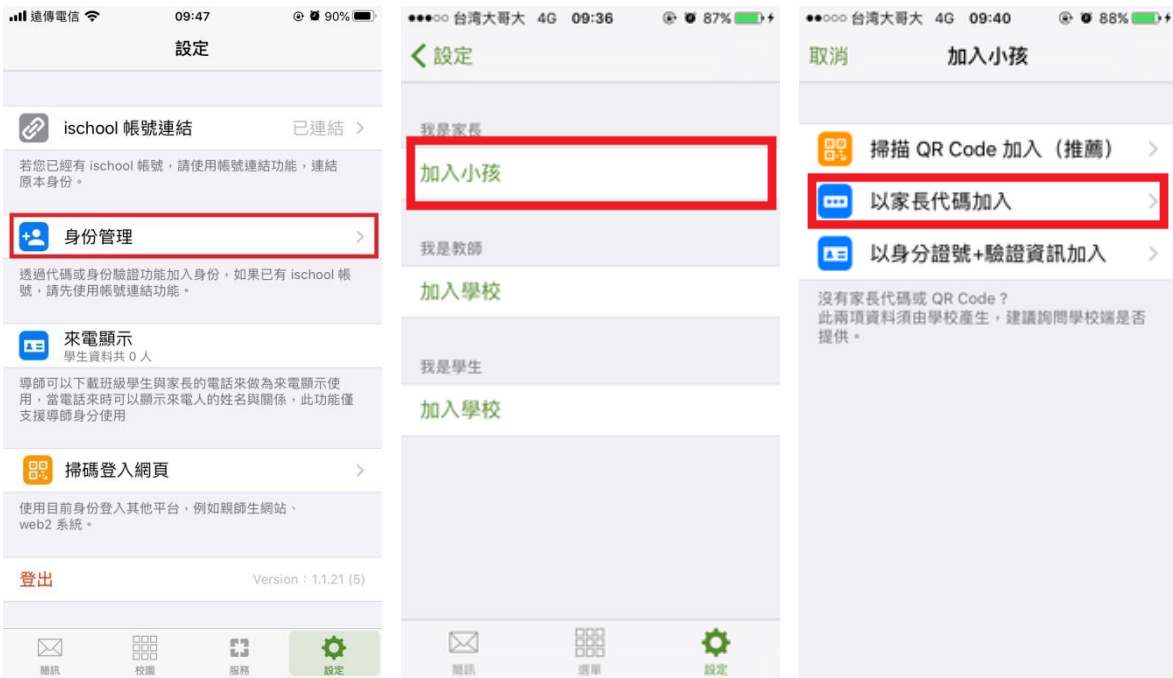 遠傳電信 09:47 90%
設定
ischool 帳號連結 已連結
若您已經有 ischool 帳號，請使用帳號連結功能，連結
原本身份。
身份管理
透過代碼或身份驗證功能加入身份，如果已有 ischool 帳
號，請先使用帳號連結功能。
來電顯示
學生資料共 0 人
導師可以下載班級學生與家長的電話來做為來電顯示使
用，當電話來時可以顯示來電人的姓名與關係，此功能僅
支援導師身分使用
掃碼登入網頁
使用目前身份登入其他平台，例如親師生網站、
web2 系統。
登出 Version：1.1.21 (5)
簡訊 校園 服務 設定
台湾大哥大 4G 09:36 87%
設定
我是家長
加入小孩
我是教師
加入學校
我是學生
加入學校
簡訊 選單 設定
台湾大哥大 4G 09:40 88%
取消 加入小孩
掃描 QR Code 加入（推薦）
以家長代碼加入
以身分證號+驗證資訊加入
沒有家長代碼或 QR Code？
此兩項資料須由學校產生，建議詢問學校端是否
提供。